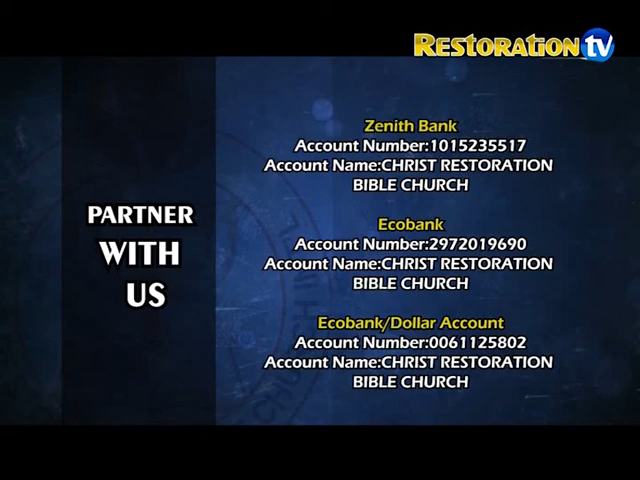 RESTORATION tv
PARTNER
WITH
US
Zenith Bank
Account Number:1015235517
Account Name:CHRIST RESTORATION
BIBLE CHURCH
Ecobank
Account Number:2972019690
Account Name:CHRIST RESTORATION
BIBLE CHURCH
Ecobank/Dollar Account
Account Number:0061125802
Account Name:CHRIST RESTORATION
BIBLE CHURCH